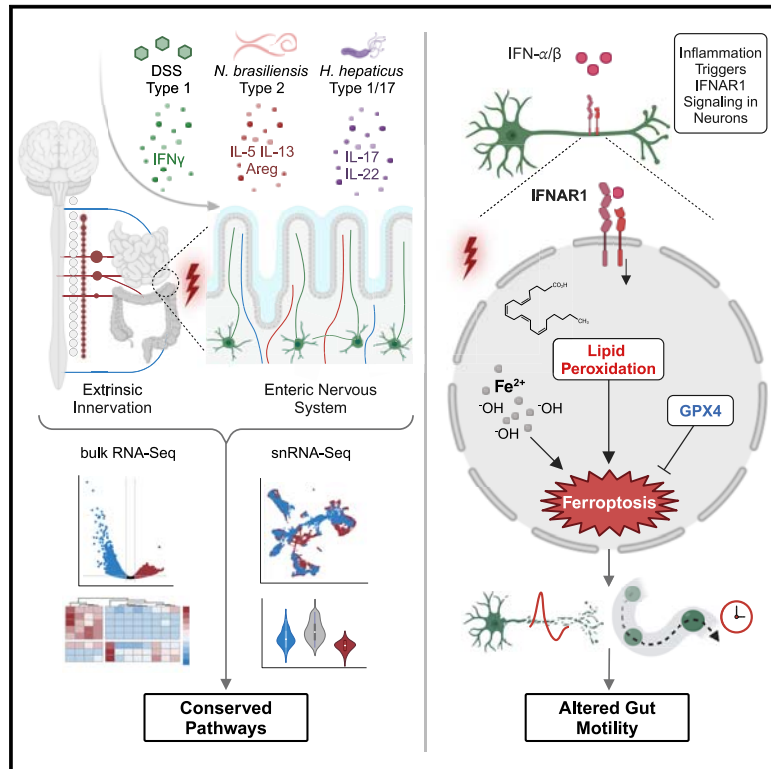 DSS
Type 1
N. brasiliensis
Type 2
H. hepaticus
Type 1/17
IFNγ
IL-5 IL-13
Areg
IL-17
IL-22
Extrinsic
Innervation
Enteric Nervous
System
bulk RNA-Seq
snRNA-Seq
Conserved
Pathways
IFN-α/β
Inflammation
Triggers
IFNAR1
Signaling in
Neurons
IFNAR1
CO₂H
CH₃
Lipid
Peroxidation
Fe²⁺
⁻OH
⁻OH
⁻OH
GPX4
Ferroptosis
Altered Gut
Motility